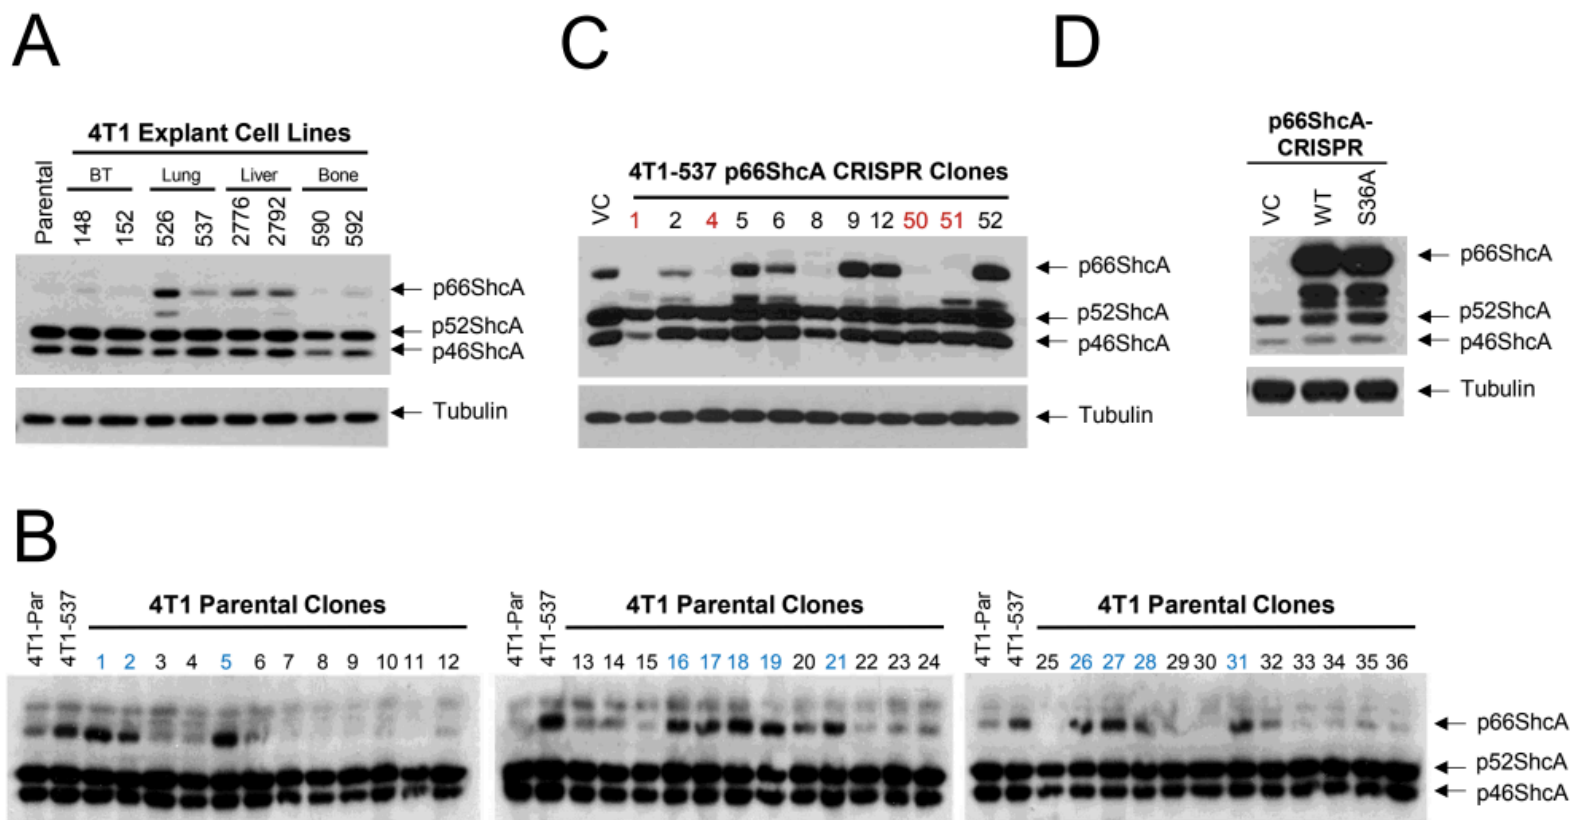 A
4T1 Explant Cell Lines
Parental
BT Lung Liver Bone
148 152 526 537 2776 2792 590 592
p66ShcA
p52ShcA
p46ShcA
Tubulin
C
4T1-537 p66ShcA CRISPR Clones
VC 1 2 4 5 6 8 9 12 50 51 52
p66ShcA
p52ShcA
p46ShcA
Tubulin
D
p66ShcA-
CRISPR
VC WT S36A
p66ShcA
p52ShcA
p46ShcA
Tubulin
B
4T1-Par 4T1-537
4T1 Parental Clones
1 2 3 4 5 6 7 8 9 10 11 12
4T1-Par 4T1-537
4T1 Parental Clones
13 14 15 16 17 18 19 20 21 22 23 24
4T1-Par 4T1-537
4T1 Parental Clones
25 26 27 28 29 30 31 32 33 34 35 36
p66ShcA
p52ShcA
p46ShcA